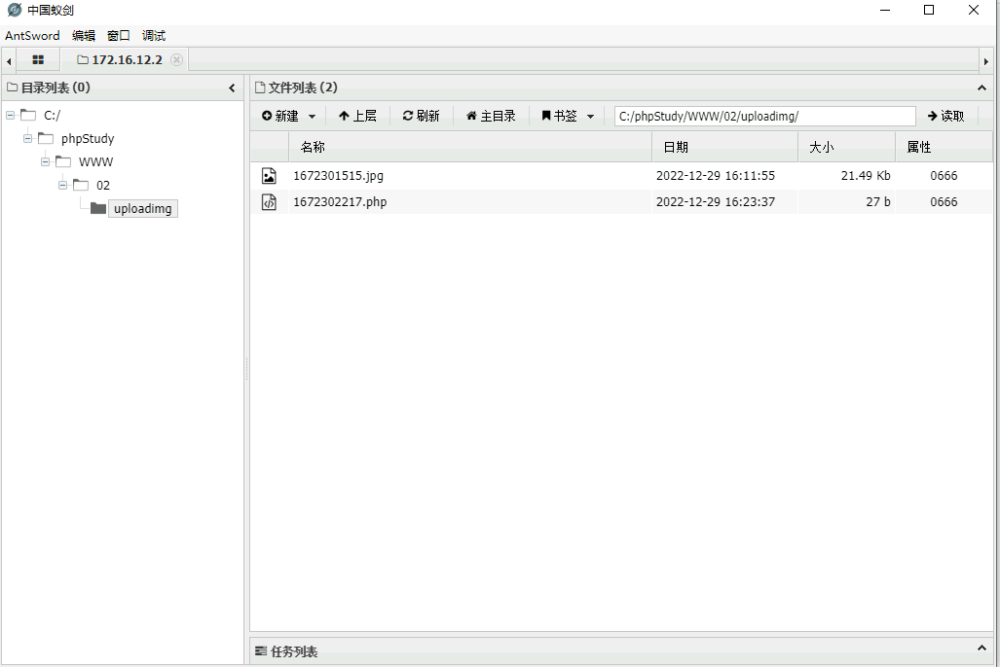 中国蚁剑
AntSword 编辑 窗口 调试
172.16.12.2
目录列表 (0)
C:/
phpStudy
WWW
02
uploadimg
文件列表 (2)
新建 上层 刷新 主目录 书签 C:/phpStudy/WWW/02/uploadimg/ 读取
名称 日期 大小 属性
1672301515.jpg 2022-12-29 16:11:55 21.49 Kb 0666
1672302217.php 2022-12-29 16:23:37 27 b 0666
任务列表